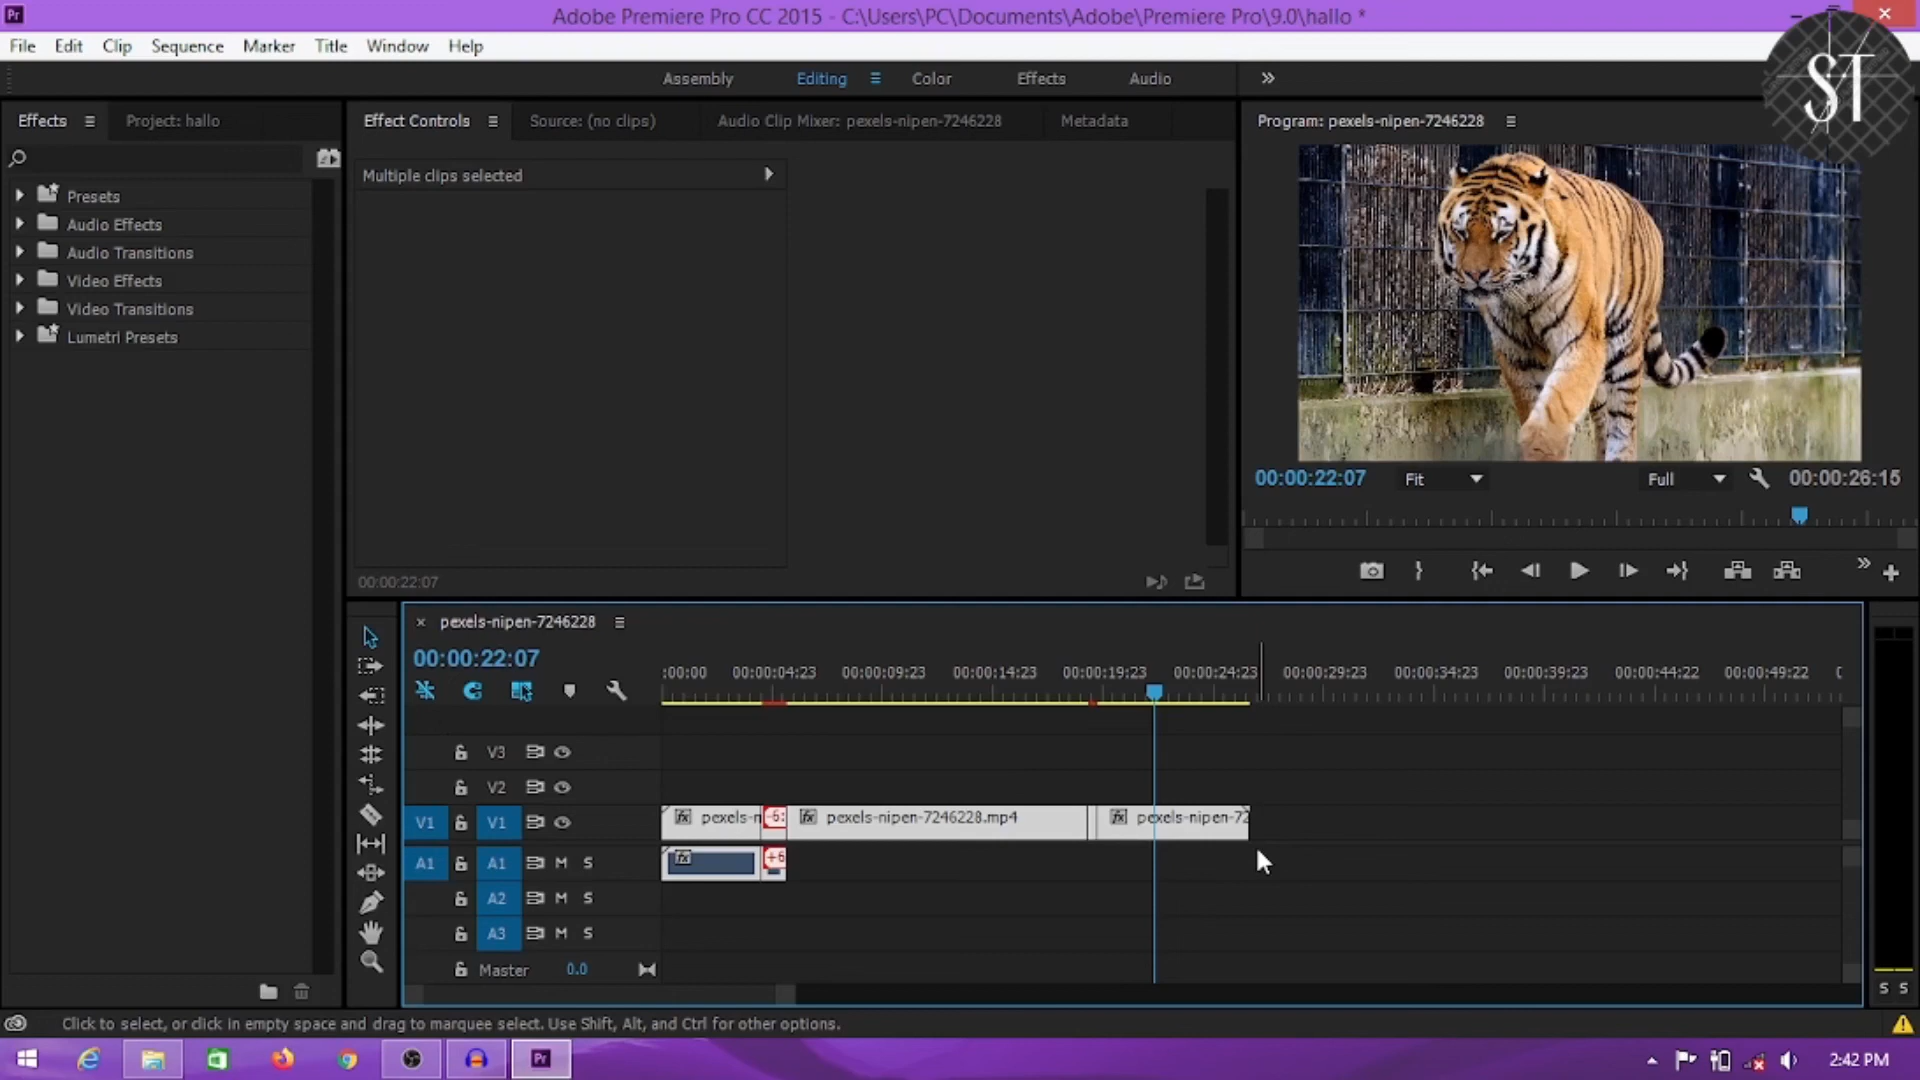 Adobe Premiere Pro CC 2015 - C:\Users\PC\Documents\Adobe\Premiere Pro\9.0\hallo *
File Edit Clip Sequence Marker Title Window Help
Assembly Editing Color Effects Audio
ST
Effects Project: hallo
Presets
Audio Effects
Audio Transitions
Video Effects
Video Transitions
Lumetri Presets
Effect Controls Source: (no clips) Audio Clip Mixer: pexels-nipen-7246228 Metadata
Multiple clips selected
00:00:22:07
Program: pexels-nipen-7246228
00:00:22:07 Fit Full 00:00:26:15
pexels-nipen-7246228
00:00:22:07
:00:00 00:00:04:23 00:00:09:23 00:00:14:23 00:00:19:23 00:00:24:23 00:00:29:23 00:00:34:23 00:00:39:23 00:00:44:22 00:00:49:22
V3
V2
V1 V1 pexels-n -6: pexels-nipen-7246228.mp4 pexels-nipen-72
A1 A1 M S +6
A2 M S
A3 M S
Master 0.0
S S
Click to select, or click in empty space and drag to marquee select. Use Shift, Alt, and Ctrl for other options.
Pr
2:42 PM